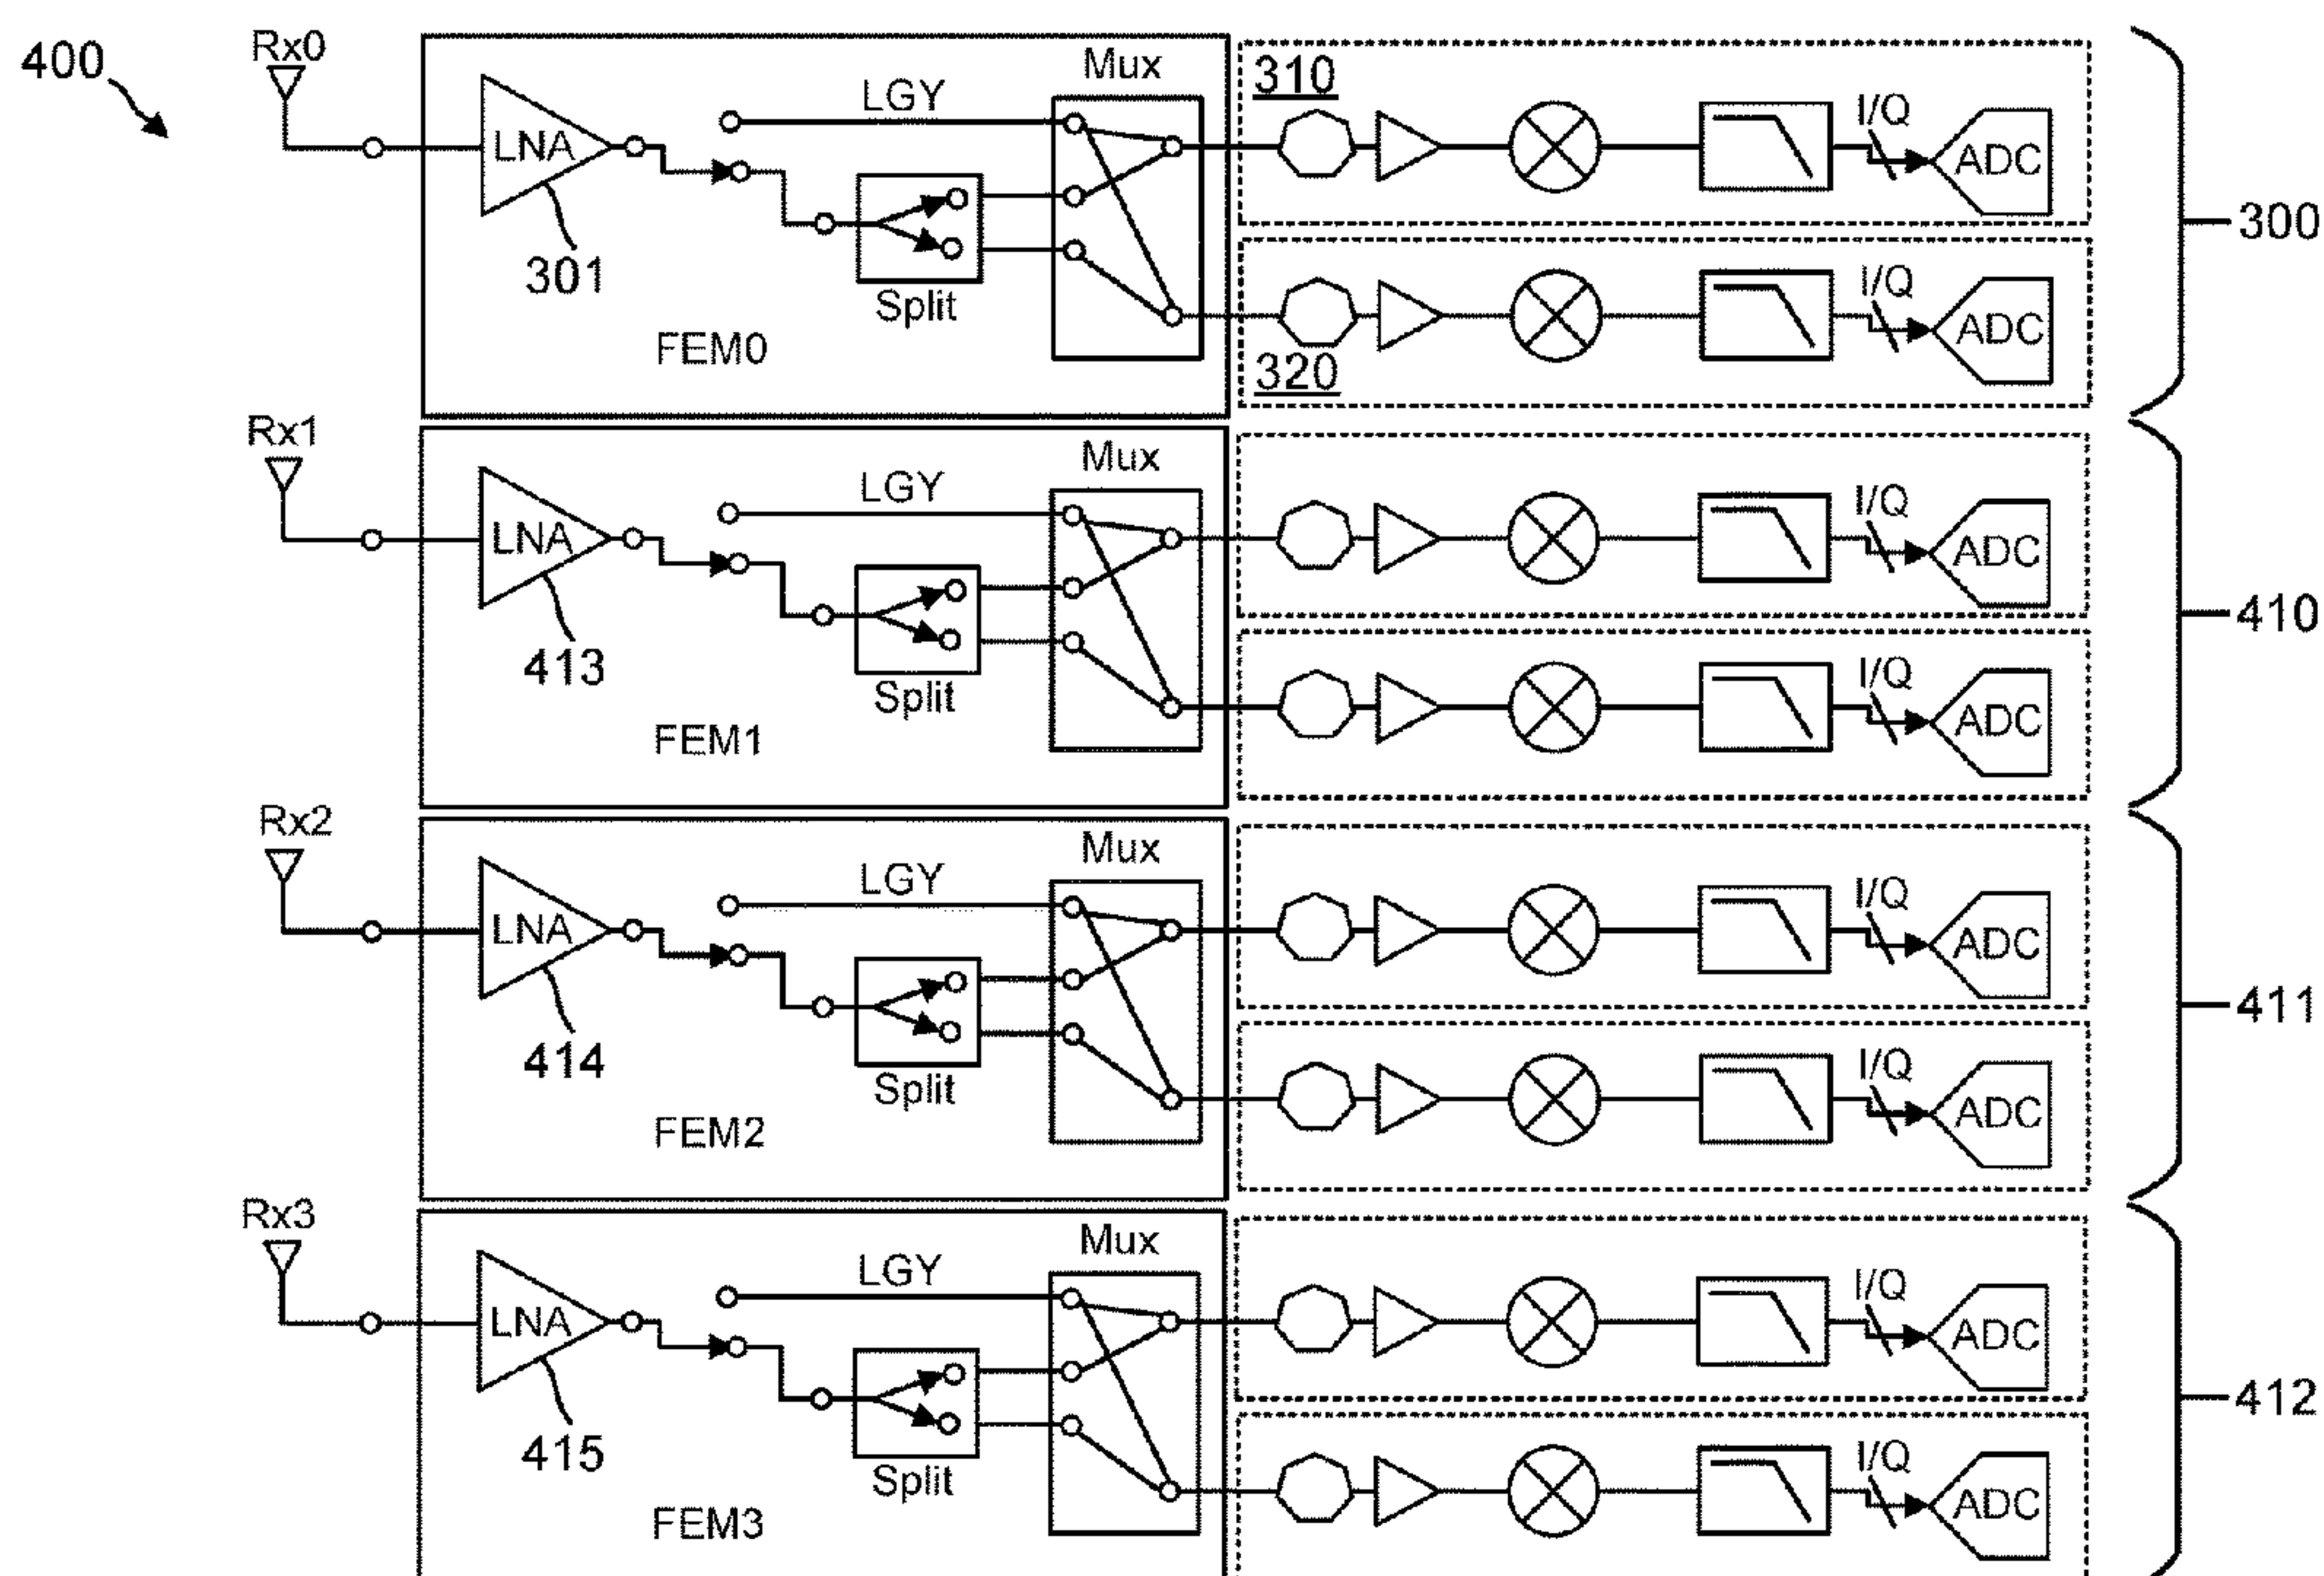 400
Rx0
LNA
301
LGY
Split
Mux
FEM0
310
I/Q
ADC
320
I/Q
ADC
300
Rx1
LNA
413
LGY
Split
Mux
FEM1
I/Q
ADC
I/Q
ADC
410
Rx2
LNA
414
LGY
Split
Mux
FEM2
I/Q
ADC
I/Q
ADC
411
Rx3
LNA
415
LGY
Split
Mux
FEM3
I/Q
ADC
I/Q
ADC
412